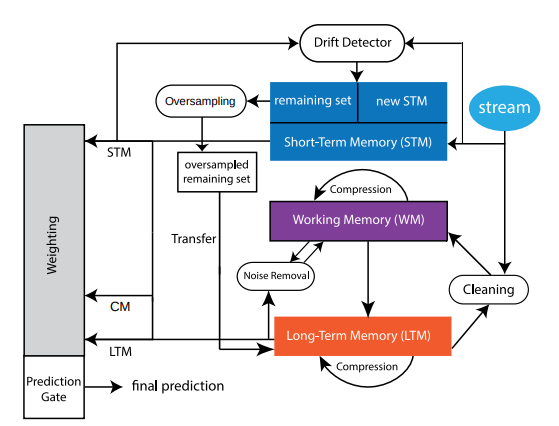 Drift Detector
Oversampling
remaining set
new STM
stream
Short-Term Memory (STM)
STM
oversampled
remaining set
Compression
Working Memory (WM)
Transfer
Weighting
Noise Removal
Cleaning
CM
Long-Term Memory (LTM)
LTM
Compression
Prediction
Gate
final prediction